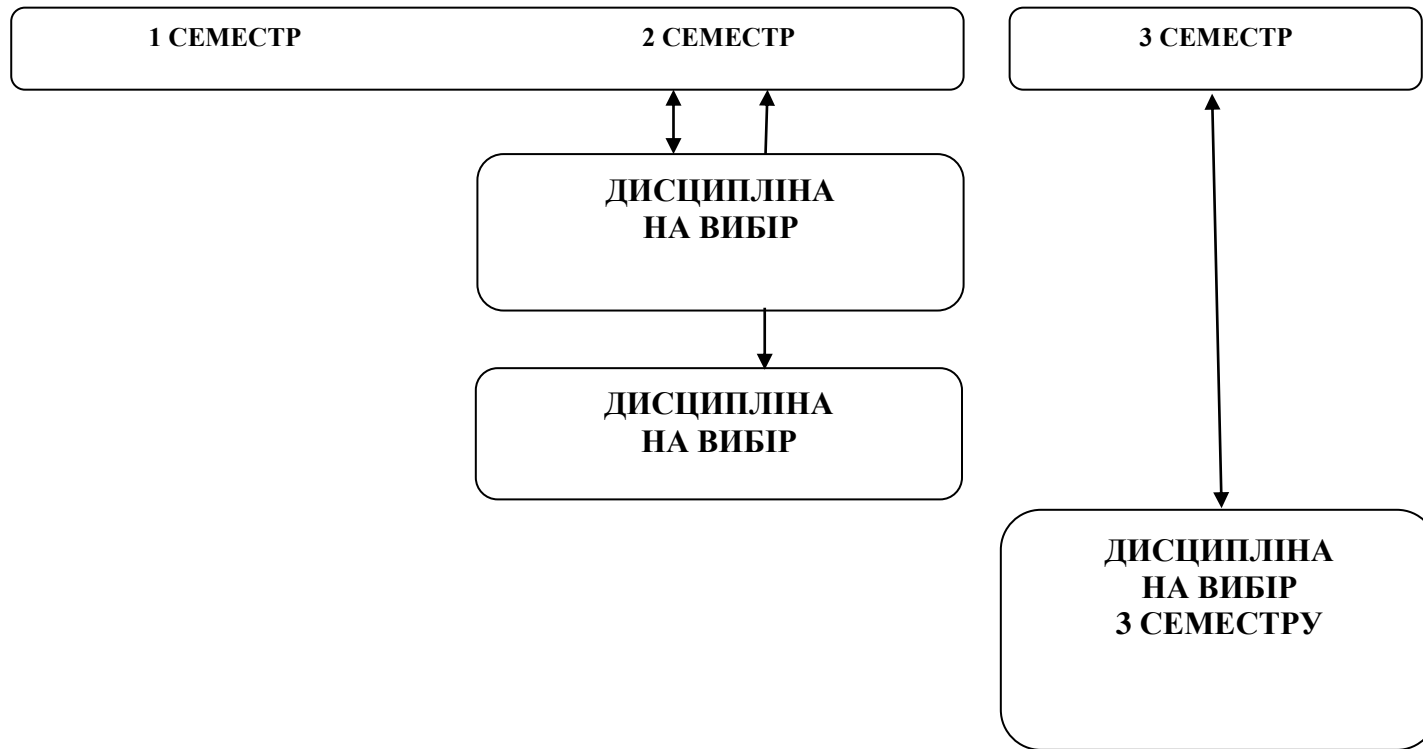 1 СЕМЕСТР
2 СЕМЕСТР
3 СЕМЕСТР
ДИСЦИПЛІНА
НА ВИБІР
ДИСЦИПЛІНА
НА ВИБІР
ДИСЦИПЛІНА
НА ВИБІР
3 СЕМЕСТРУ